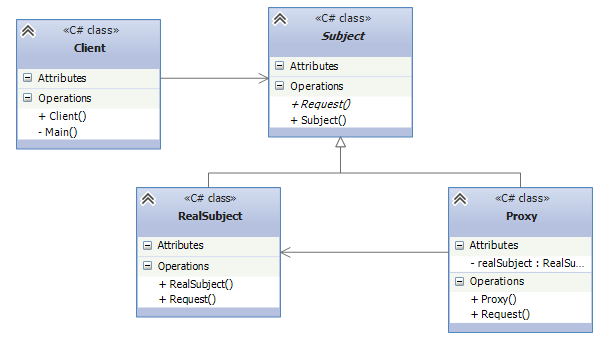 «C# class»
Client
Attributes
Operations
+ Client()
- Main()
«C# class»
Subject
Attributes
Operations
+ Request()
+ Subject()
«C# class»
RealSubject
Attributes
Operations
+ RealSubject()
+ Request()
«C# class»
Proxy
Attributes
- realSubject : RealSu...
Operations
+ Proxy()
+ Request()